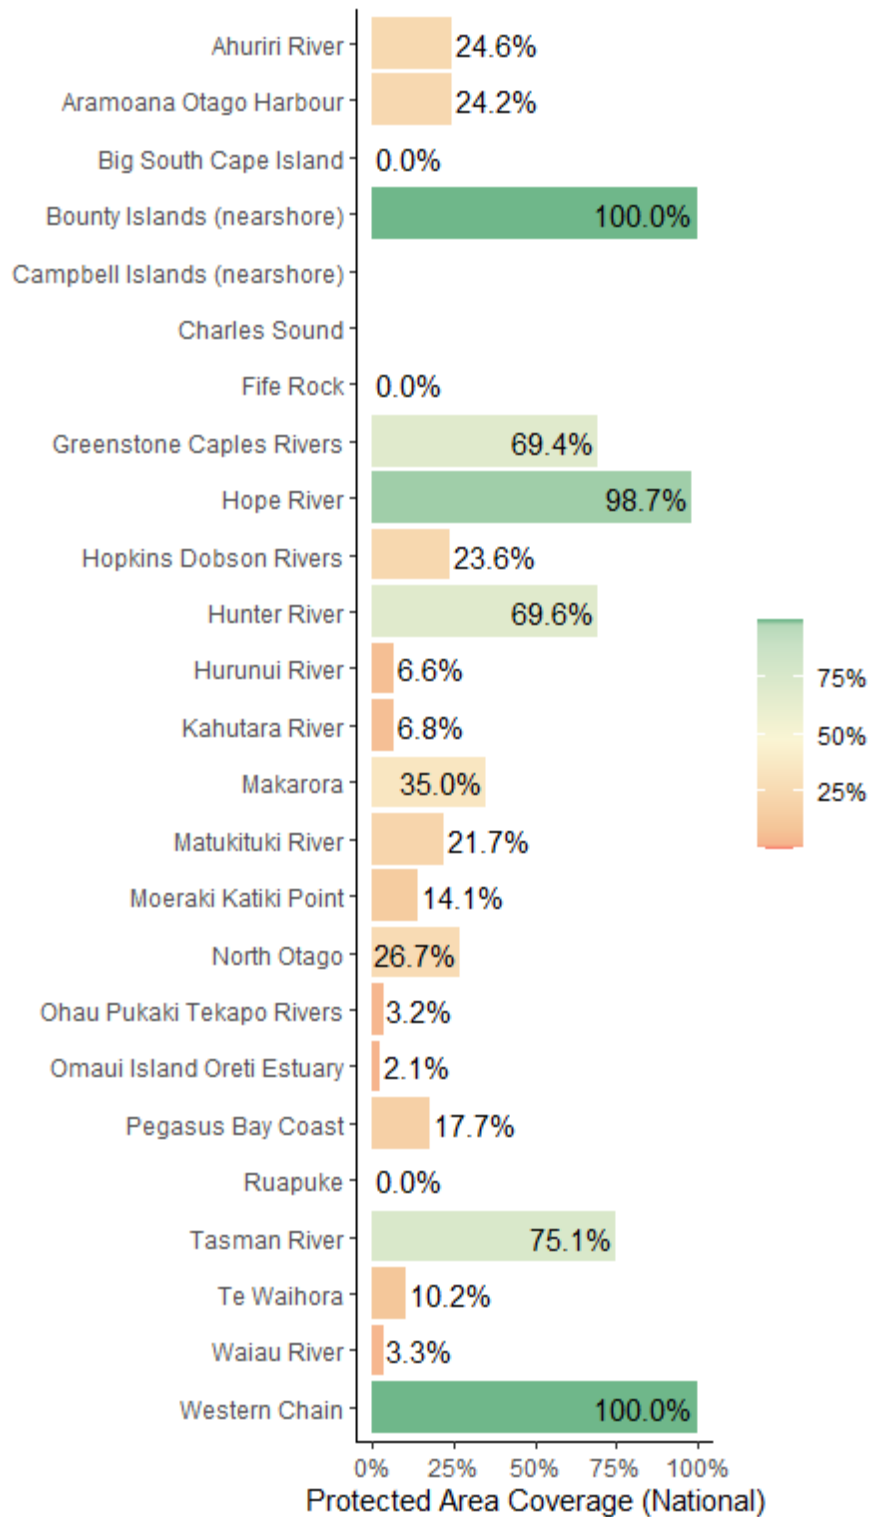 Ahuriri River 24.6%
Aramoana Otago Harbour 24.2%
Big South Cape Island 0.0%
Bounty Islands (nearshore) 100.0%
Campbell Islands (nearshore)
Charles Sound
Fife Rock 0.0%
Greenstone Caples Rivers 69.4%
Hope River 98.7%
Hopkins Dobson Rivers 23.6%
Hunter River 69.6%
Hurunui River 6.6%
Kahutara River 6.8%
Makarora 35.0%
Matukituki River 21.7%
Moeraki Katiki Point 14.1%
North Otago 26.7%
Ohau Pukaki Tekapo Rivers 3.2%
Omaui Island Oreti Estuary 2.1%
Pegasus Bay Coast 17.7%
Ruapuke 0.0%
Tasman River 75.1%
Te Waihora 10.2%
Waiau River 3.3%
Western Chain 100.0%
0% 25% 50% 75% 100%
Protected Area Coverage (National)
75%
50%
25%